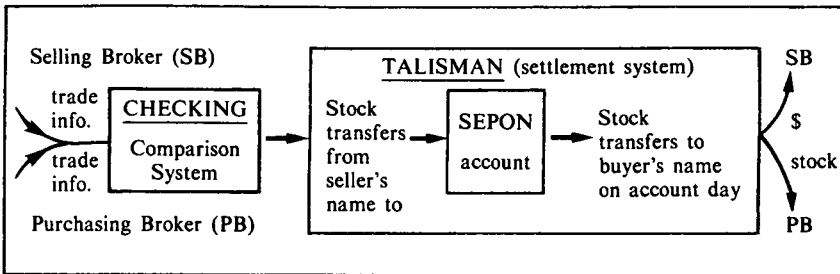 Selling Broker (SB)
trade
info.
trade
info.
Purchasing Broker (PB)
CHECKING
Comparison
System
TALISMAN (settlement system)
Stock
transfers
from
seller's
name to
SEPON
account
Stock
transfers to
buyer's name
on account day
SB
$
stock
PB